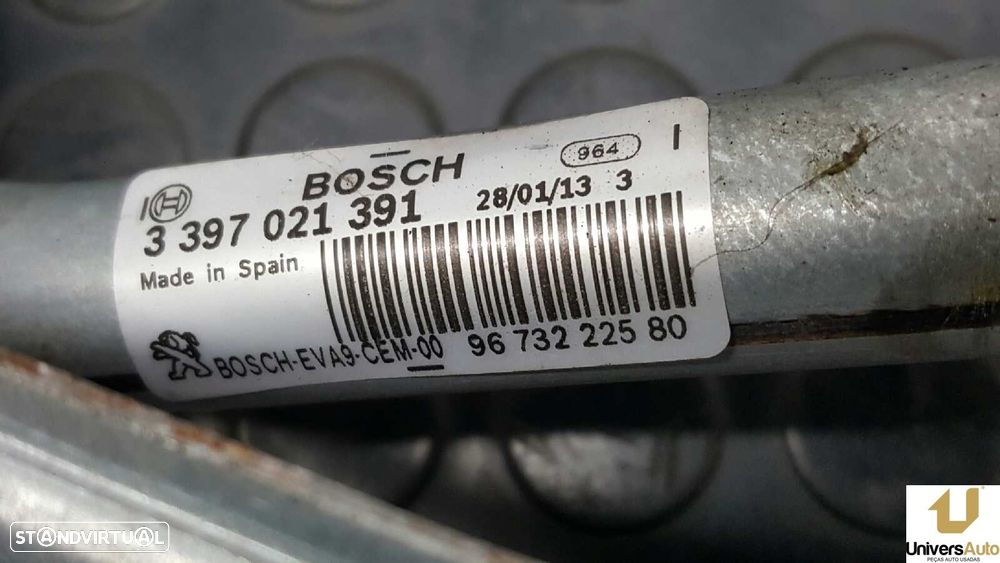 BOSCH
964
I
3 397 021 391
28/01/13 3
Made in Spain
BOSCH-EVA9-CEM-00
96 732 225 80
STANDVIRTUAL
UniversAuto
PEÇAS AUTO USADAS